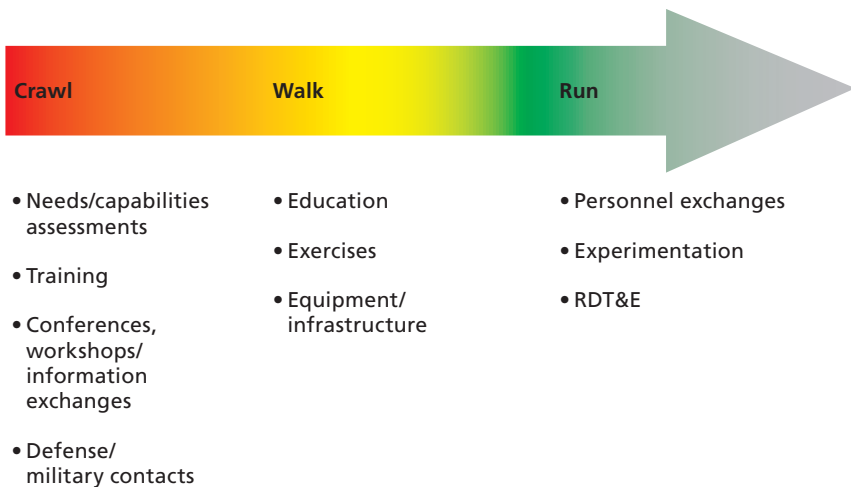 Crawl
Walk
Run
• Needs/capabilities
assessments
• Training
• Conferences,
workshops/
information
exchanges
• Defense/
military contacts
• Education
• Exercises
• Equipment/
infrastructure
• Personnel exchanges
• Experimentation
• RDT&E